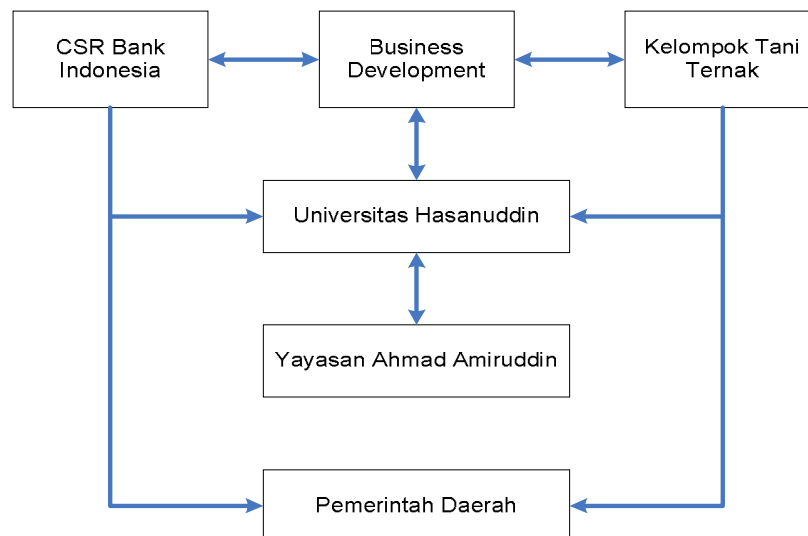 CSR Bank
Indonesia
Business
Development
Kelompok Tani
Ternak
Universitas Hasanuddin
Yayasan Ahmad Amiruddin
Pemerintah Daerah